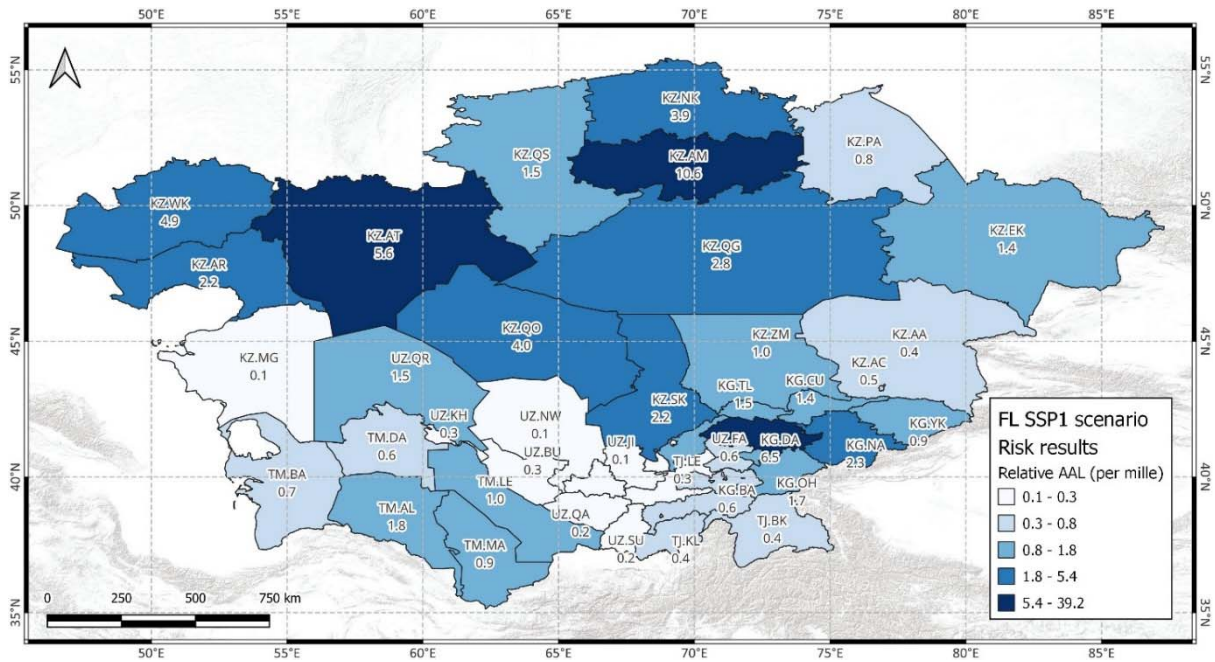 50°E 55°E 60°E 65°E 70°E 75°E 80°E 85°E
55°N
55°N
KZ.NK
3.9
KZ.PA
0.8
KZ.QS
1.5
KZ.AM
10.6
50°N
50°N
KZ.WK
4.9
KZ.AT
5.6
KZ.EK
1.4
KZ.QG
2.8
KZ.AR
2.2
45°N
45°N
KZ.QO
4.0
KZ.ZM
1.0
KZ.AA
0.4
KZ.MG
0.1
UZ.QR
1.5
KZ.AC
0.5
KG.TL
1.5
KG.CU
1.4
KZ.SK
2.2
UZ.KH
0.3
UZ.NW
0.1
KG.YK
0.9
TM.DA
0.6
UZ.JI
0.1
UZ.FA
0.6
KG.DA
6.5
KG.NA
2.3
UZ.BU
0.3
40°N
40°N
TM.BA
0.7
TM.LE
1.0
TJ.LE
0.3
KG.BA
0.6
KG.OH
1.7
TM.AL
1.8
UZ.QA
0.2
TM.MA
0.9
UZ.SU
0.2
TJ.KL
0.4
TJ.BK
0.4
35°N
35°N
0 250 500 750 km
FL SSP1 scenario
Risk results
Relative AAL (per mille)
0.1 - 0.3
0.3 - 0.8
0.8 - 1.8
1.8 - 5.4
5.4 - 39.2
50°E 55°E 60°E 65°E 70°E 75°E 80°E 85°E